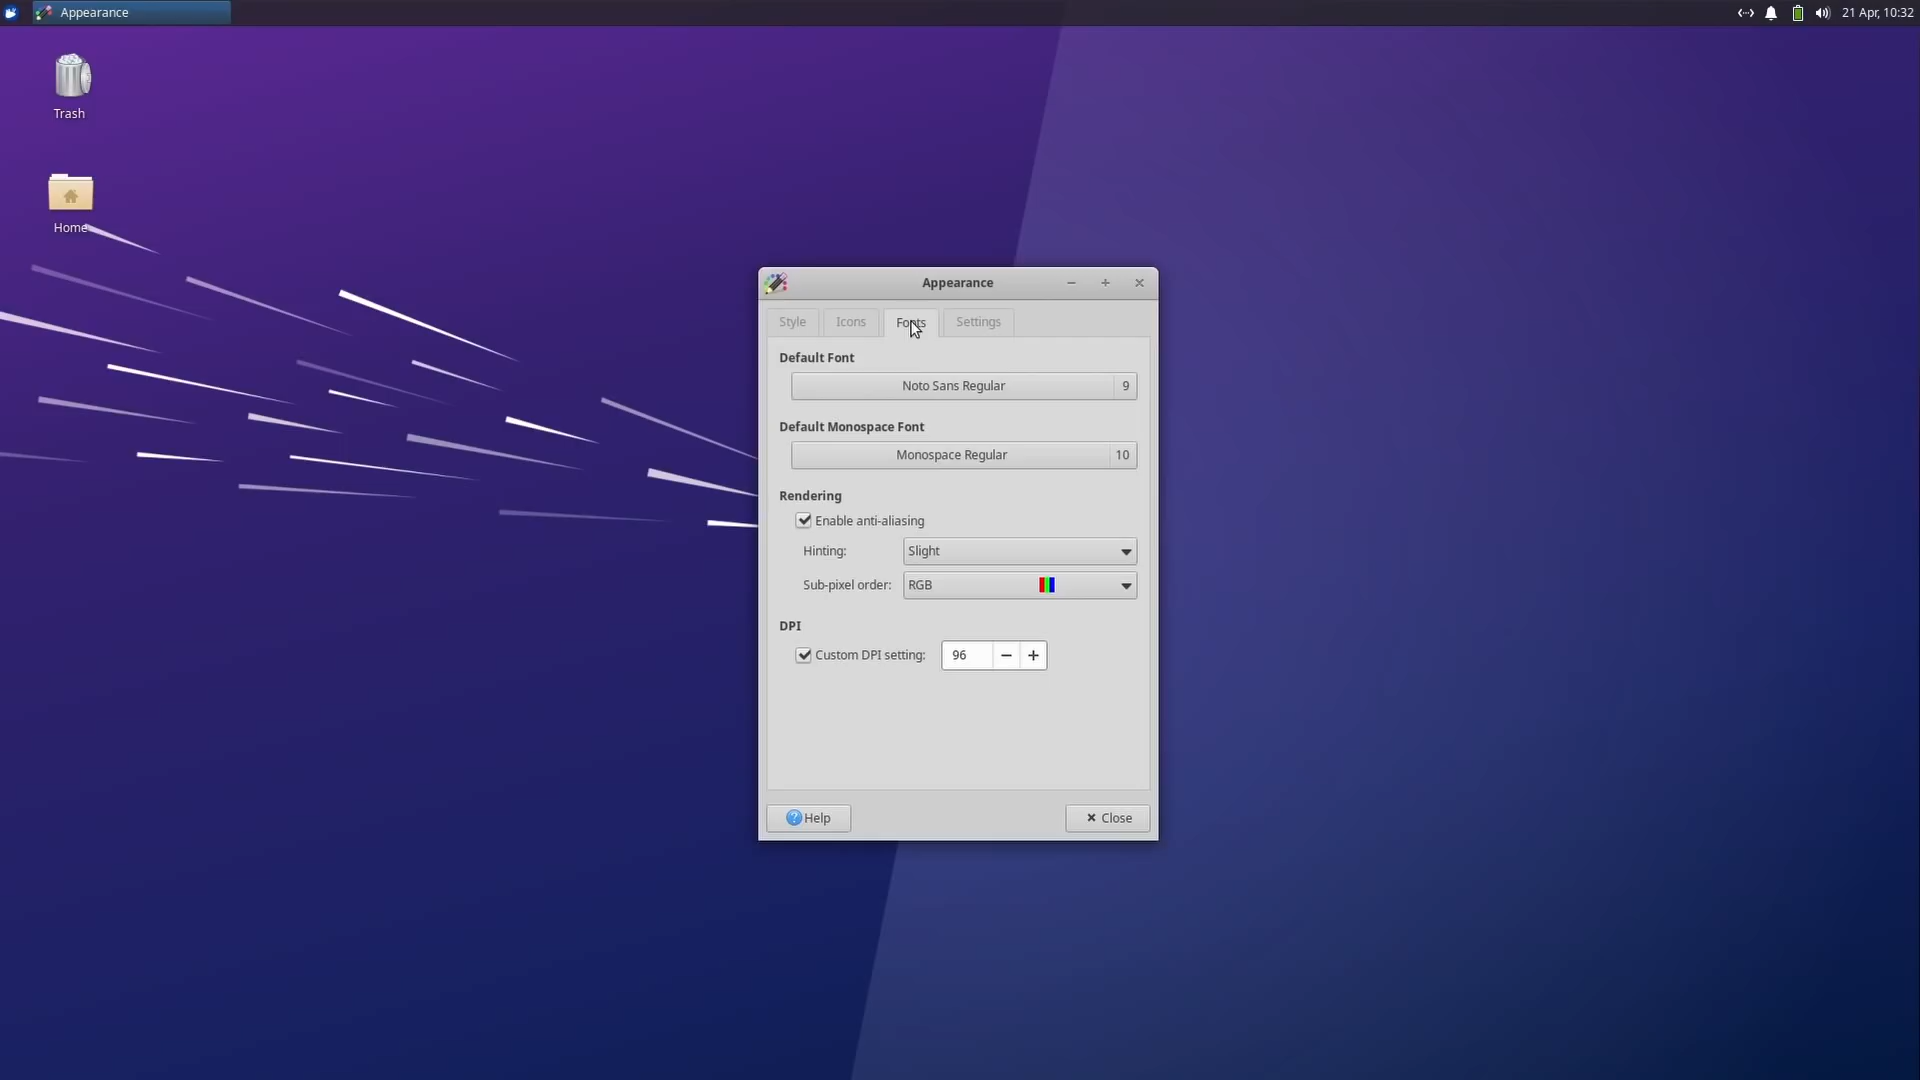 Appearance
21 Apr, 10:32
Trash
Home
Appearance
Style Icons Fonts Settings
Default Font
Noto Sans Regular 9
Default Monospace Font
Monospace Regular 10
Rendering
Enable anti-aliasing
Hinting: Slight
Sub-pixel order: RGB
DPI
Custom DPI setting: 96
Help Close